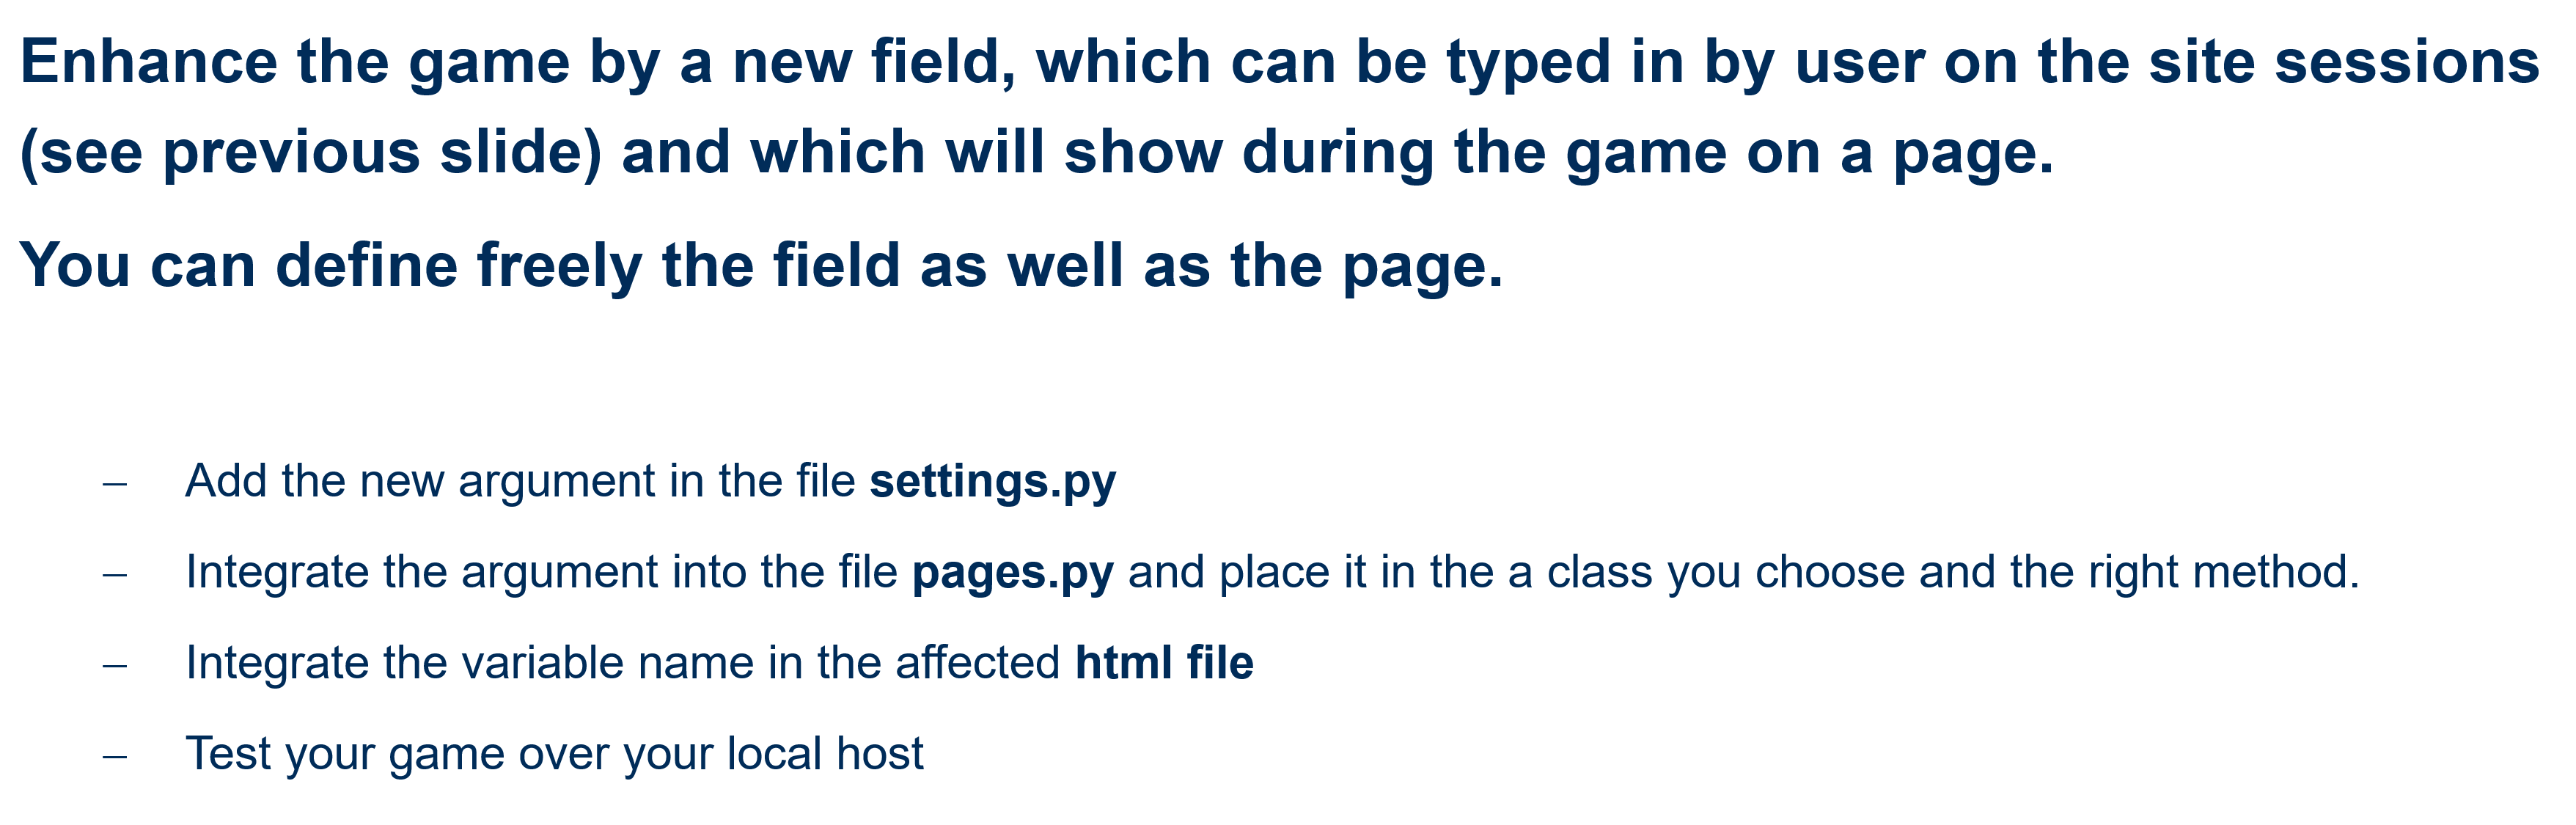 Enhance the game by a new field, which can be typed in by user on the site sessions
(see previous slide) and which will show during the game on a page.
You can define freely the field as well as the page.
– Add the new argument in the file settings.py
– Integrate the argument into the file pages.py and place it in the a class you choose and the right method.
– Integrate the variable name in the affected html file
– Test your game over your local host